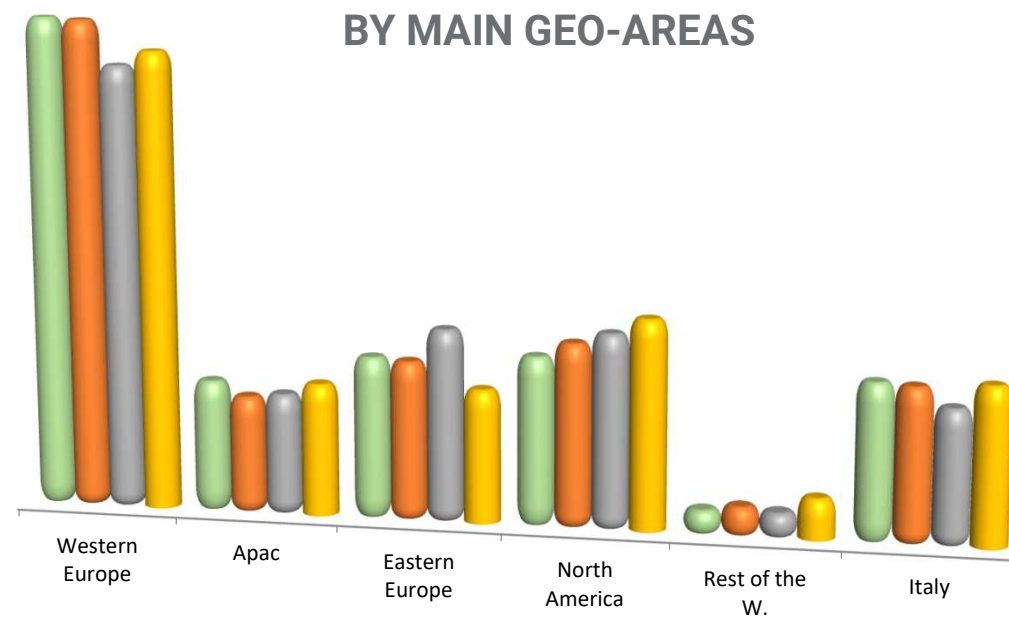 BY MAIN GEO-AREAS
Western
Europe
Apac
Eastern
Europe
North
America
Rest of the
W.
Italy